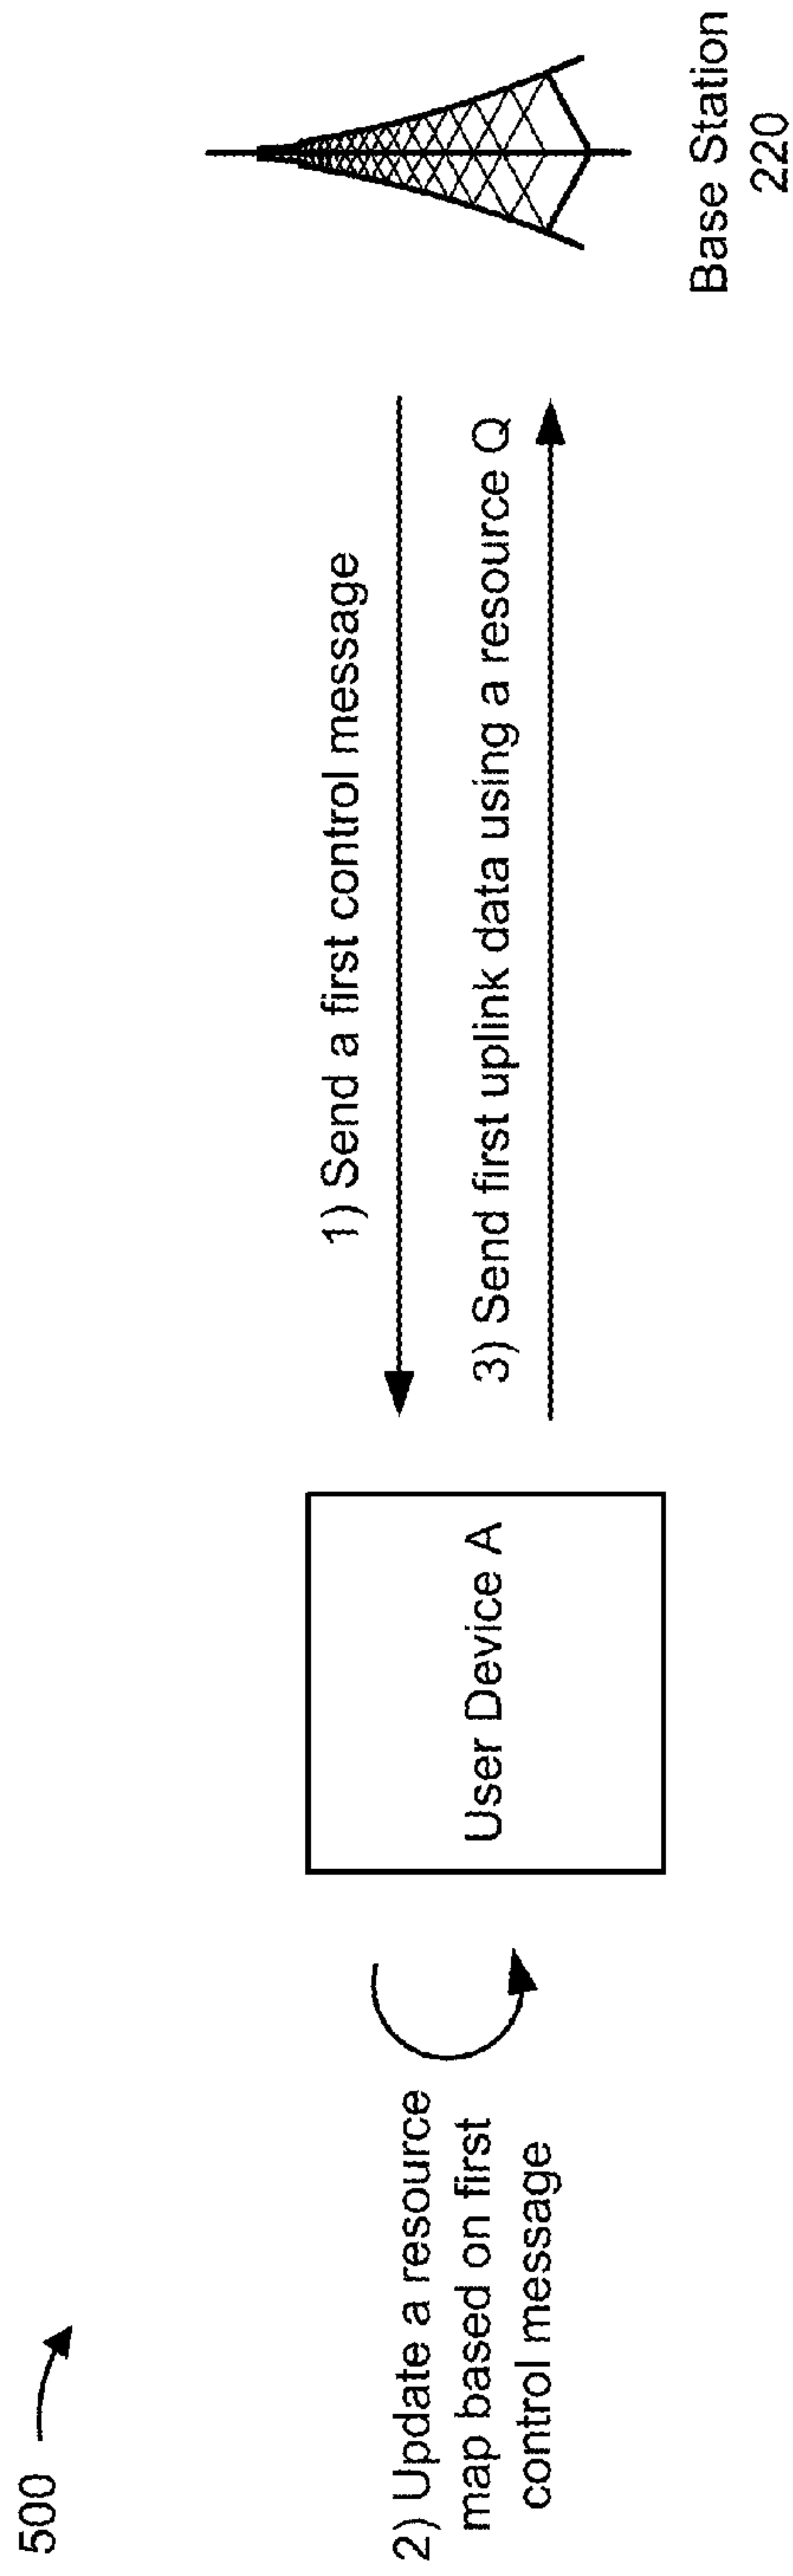 500
1) Send a first control message
2) Update a resource
map based on first
control message
User Device A
3) Send first uplink data using a resource Q
Base Station
220